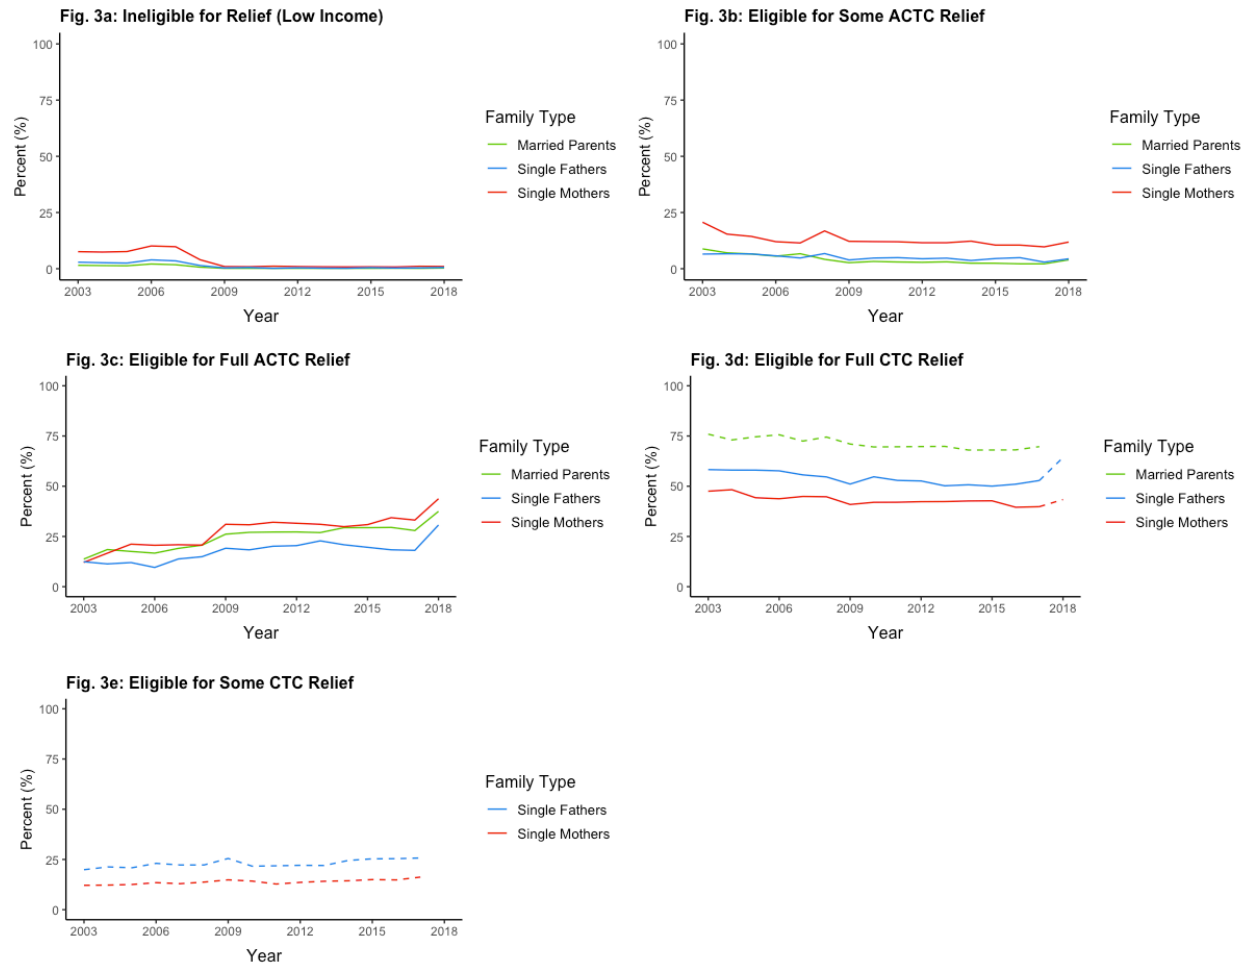 Fig. 3a: Ineligible for Relief (Low Income)
100
75
50
25
0
Percent (%)
2003 2006 2009 2012 2015 2018
Year
Family Type
Married Parents
Single Fathers
Single Mothers
Fig. 3b: Eligible for Some ACTC Relief
100
75
50
25
0
Percent (%)
2003 2006 2009 2012 2015 2018
Year
Family Type
Married Parents
Single Fathers
Single Mothers
Fig. 3c: Eligible for Full ACTC Relief
100
75
50
25
0
Percent (%)
2003 2006 2009 2012 2015 2018
Year
Family Type
Married Parents
Single Fathers
Single Mothers
Fig. 3d: Eligible for Full CTC Relief
100
75
50
25
0
Percent (%)
2003 2006 2009 2012 2015 2018
Year
Family Type
Married Parents
Single Fathers
Single Mothers
Fig. 3e: Eligible for Some CTC Relief
100
75
50
25
0
Percent (%)
2003 2006 2009 2012 2015 2018
Year
Family Type
Single Fathers
Single Mothers